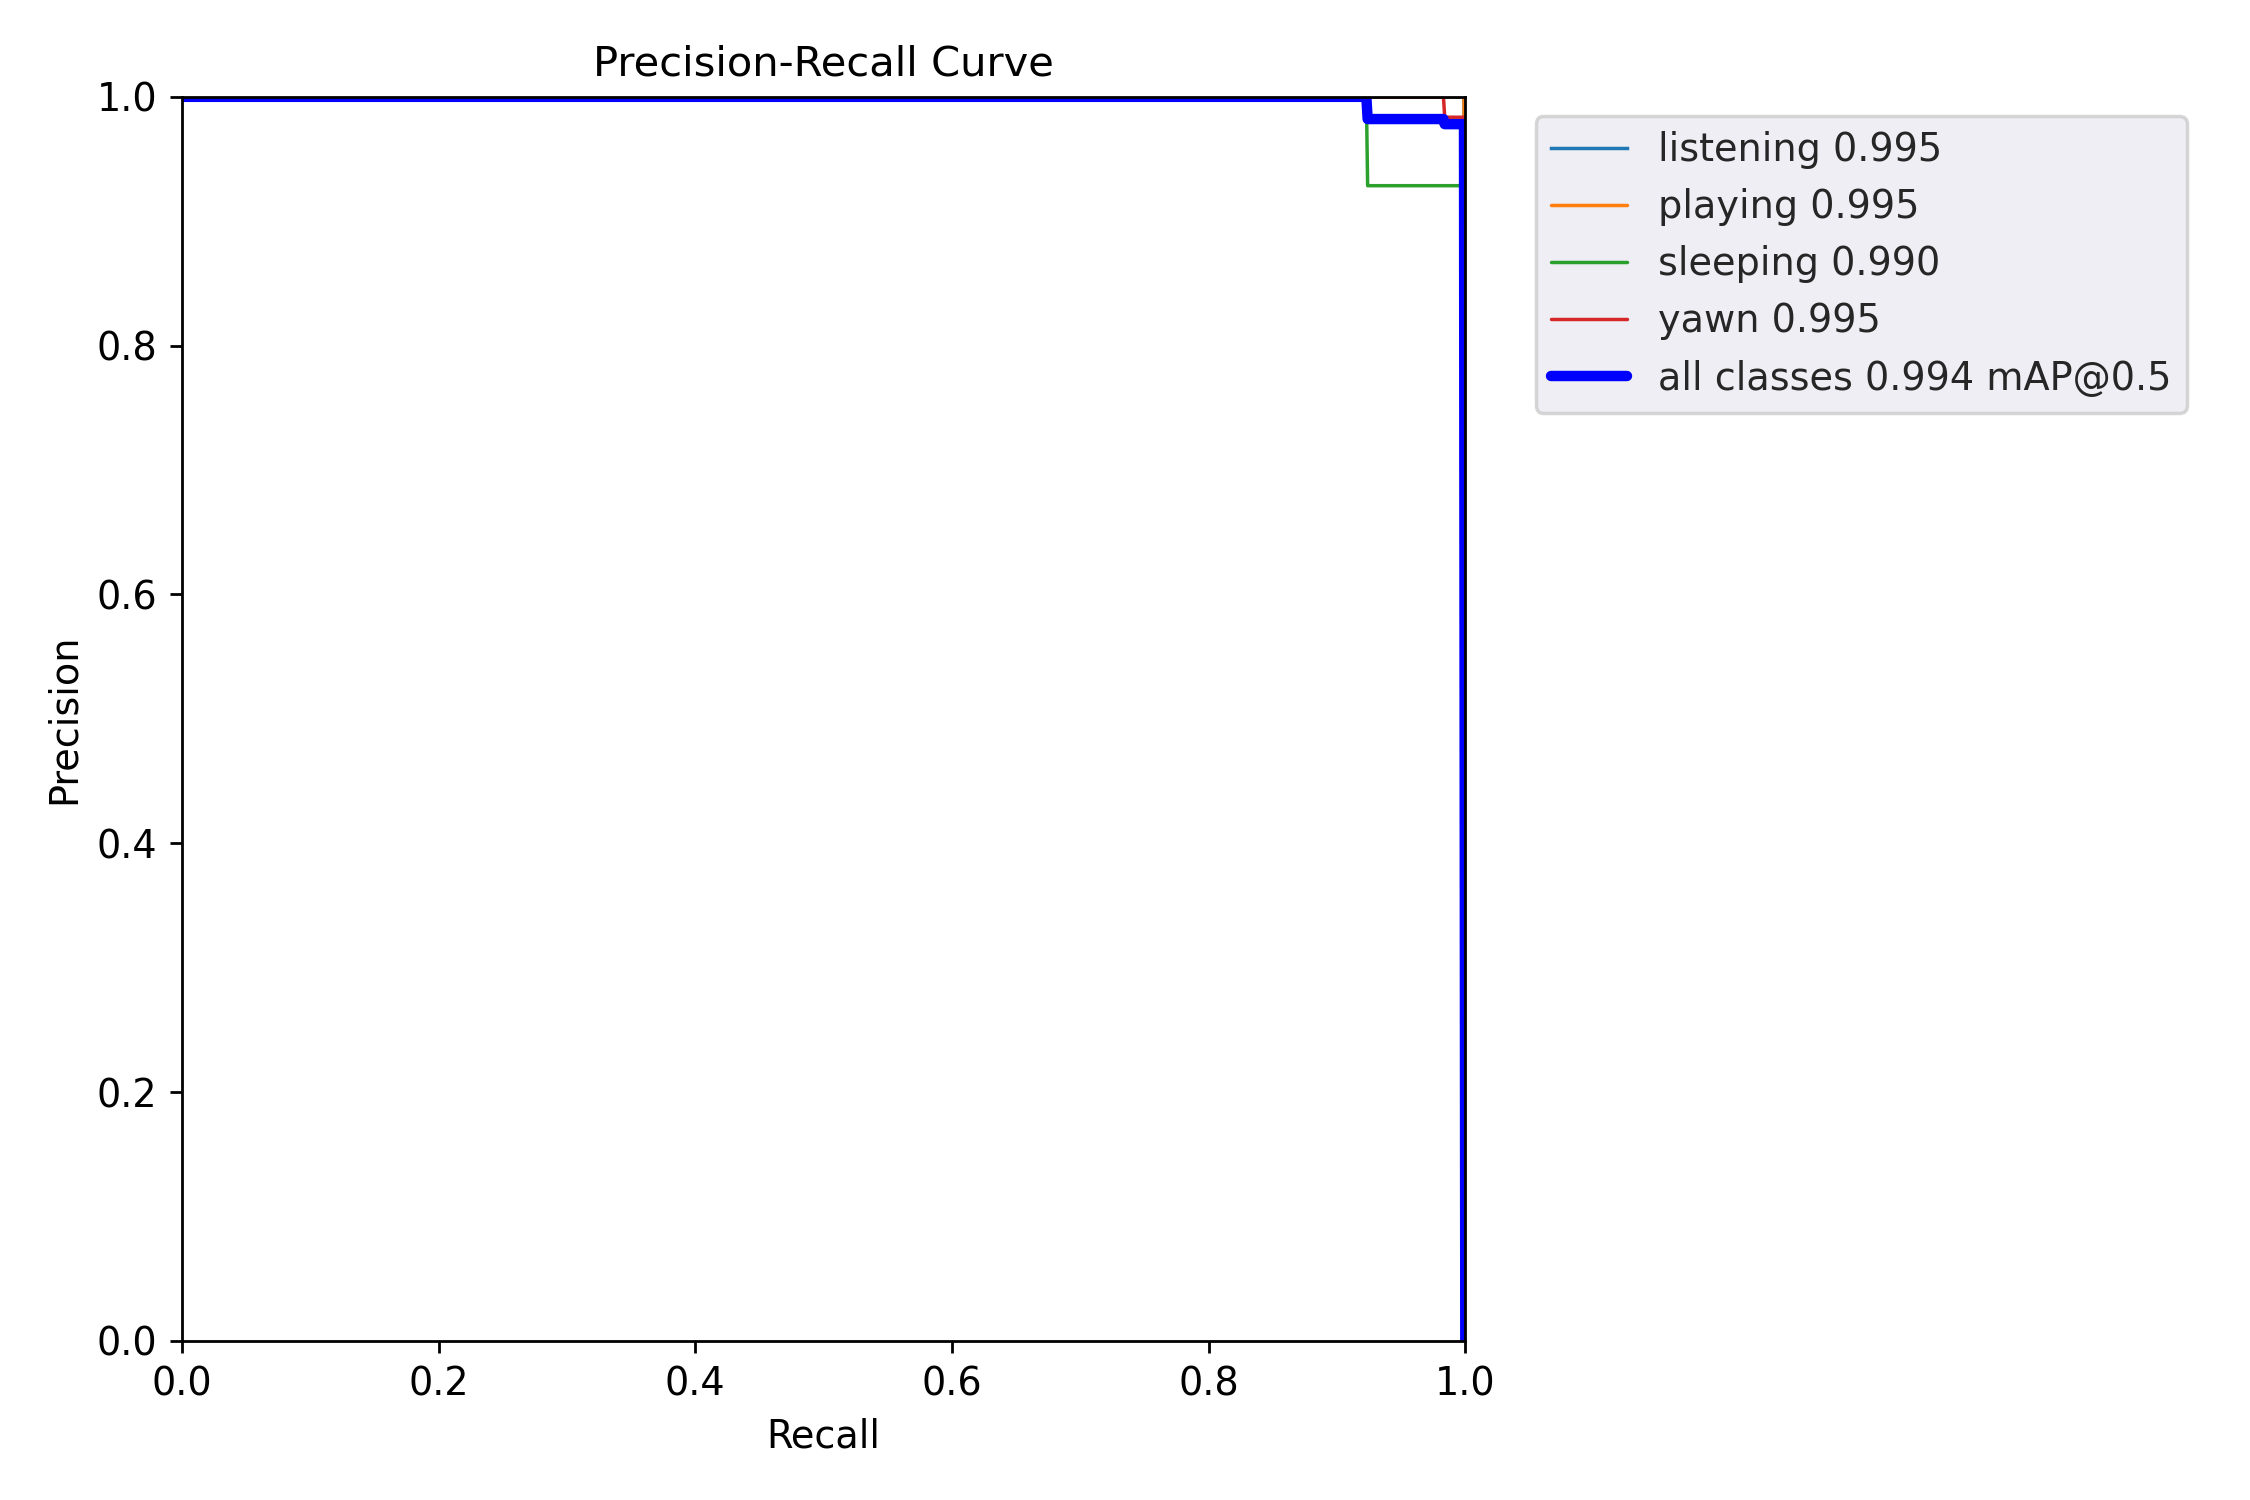 Precision-Recall Curve
1.0
0.8
0.6
0.4
0.2
0.0
Precision
0.0 0.2 0.4 0.6 0.8 1.0
Recall
listening 0.995
playing 0.995
sleeping 0.990
yawn 0.995
all classes 0.994 mAP@0.5